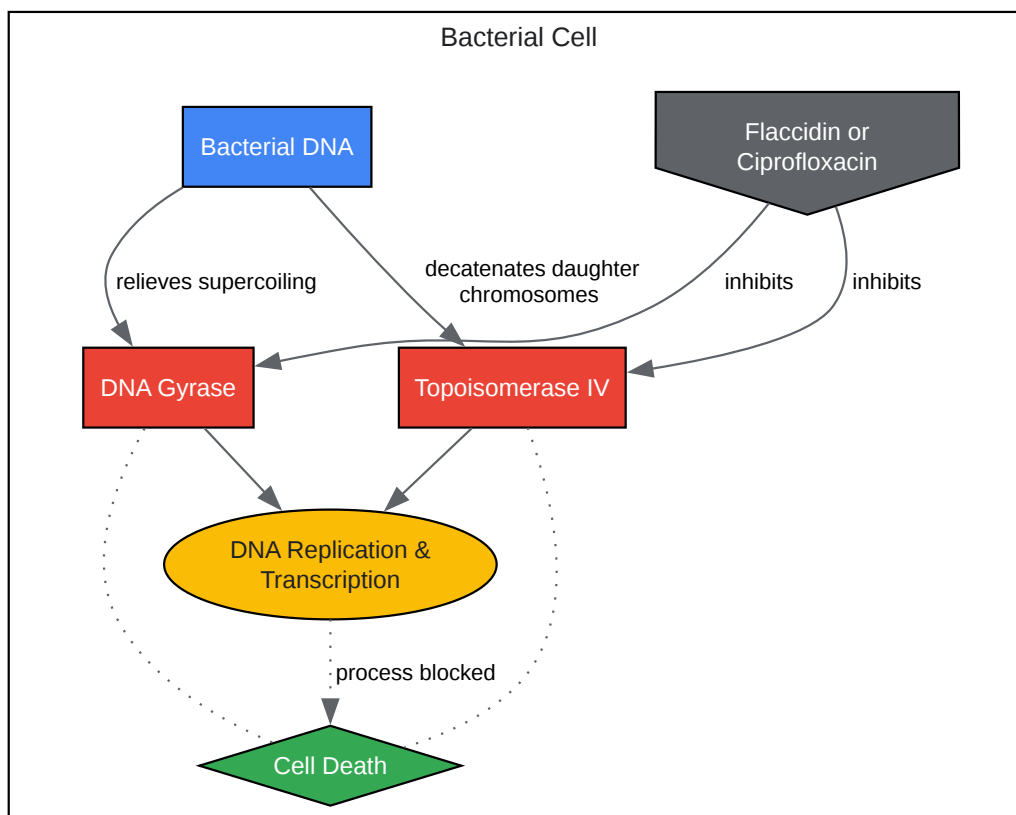 Bacterial Cell
Bacterial DNA
Flaccidin or
Ciprofloxacin
relieves supercoiling
decatenates daughter
chromosomes
inhibits
inhibits
DNA Gyrase
Topoisomerase IV
DNA Replication &
Transcription
process blocked
Cell Death